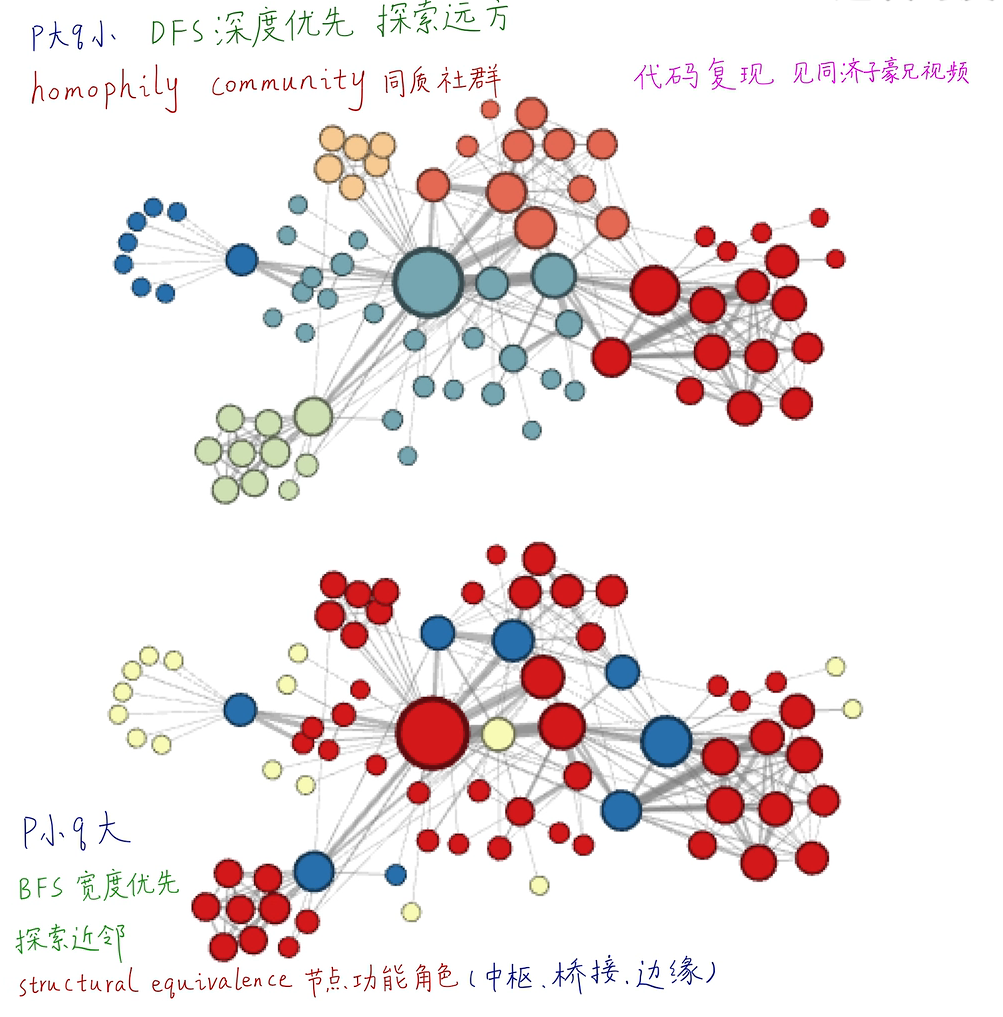 P大q小 DFS深度优先 探索远方
homophily community 同质社群
代码复现 见同济子豪兄视频
P小q大
BFS 宽度优先
探索近邻
structural equivalence 节点功能角色(中枢、桥接、边缘)